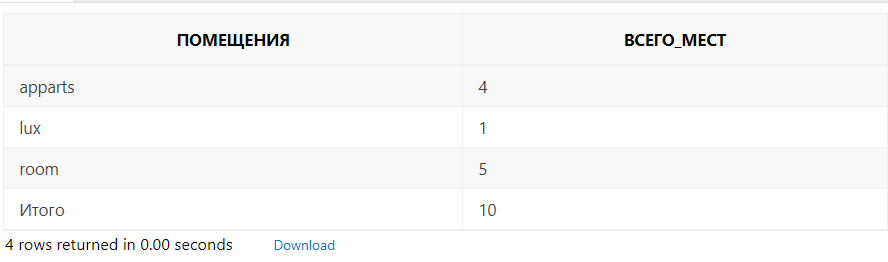 ПОМЕЩЕНИЯ ВСЕГО_МЕСТ
apparts 4
lux 1
room 5
Итого 10
4 rows returned in 0.00 seconds Download